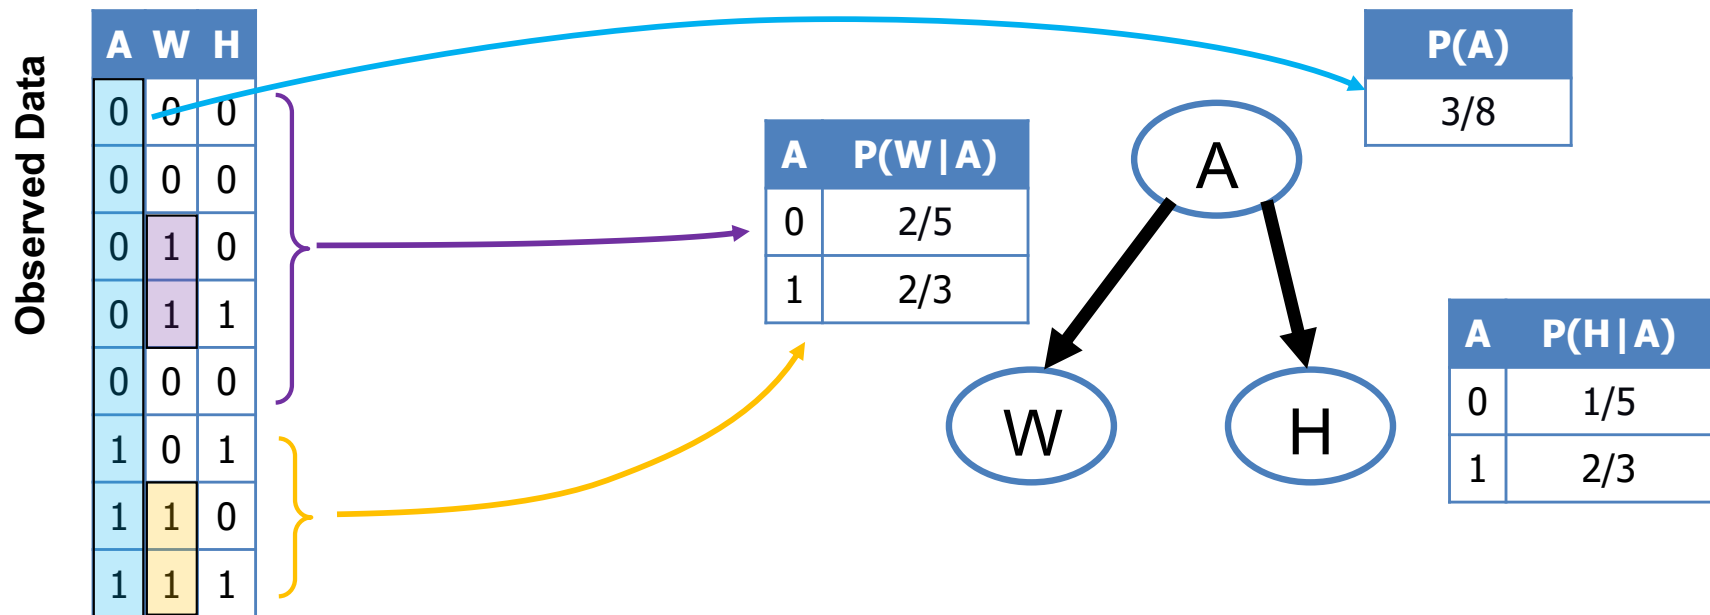 Observed Data
A W H
0 0 0
0 0 0
0 1 0
0 1 1
0 0 0
1 0 1
1 1 0
1 1 1
A P(W|A)
0 2/5
1 2/3
P(A)
3/8
A
W
H
A P(H|A)
0 1/5
1 2/3